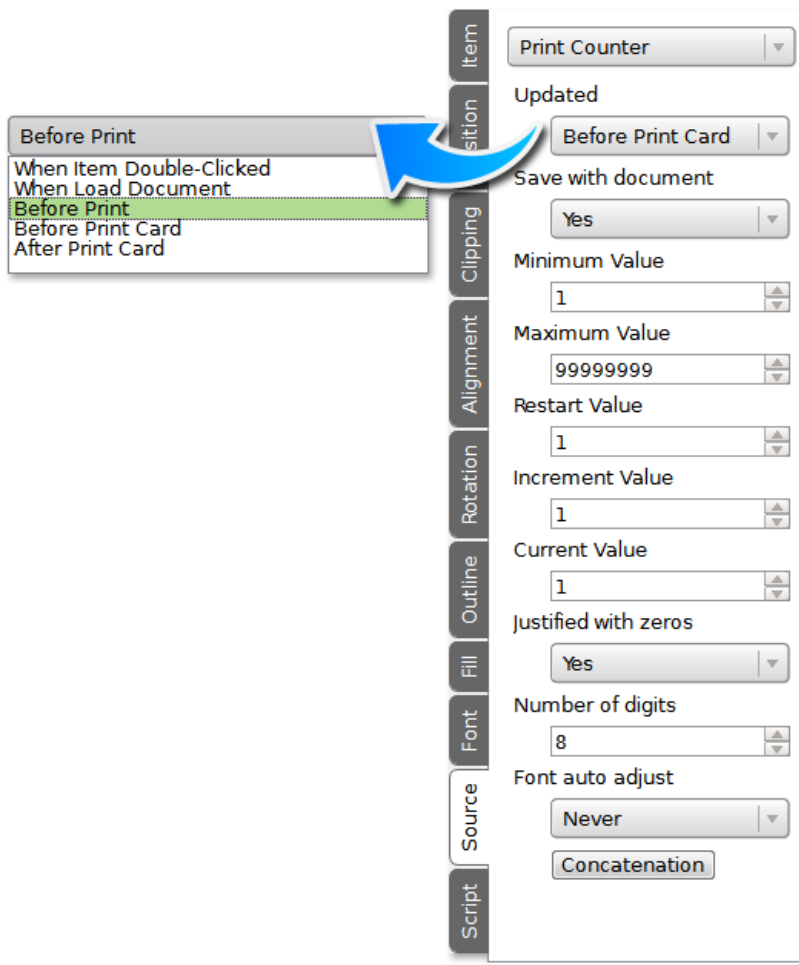 Before Print
When Item Double-Clicked
When Load Document
Before Print
Before Print Card
After Print Card
Item
sition
Clipping
Alignment
Rotation
Outline
Fill
Font
Source
Script
Print Counter
Updated
Before Print Card
Save with document
Yes
Minimum Value
1
Maximum Value
99999999
Restart Value
1
Increment Value
1
Current Value
1
Justified with zeros
Yes
Number of digits
8
Font auto adjust
Never
Concatenation